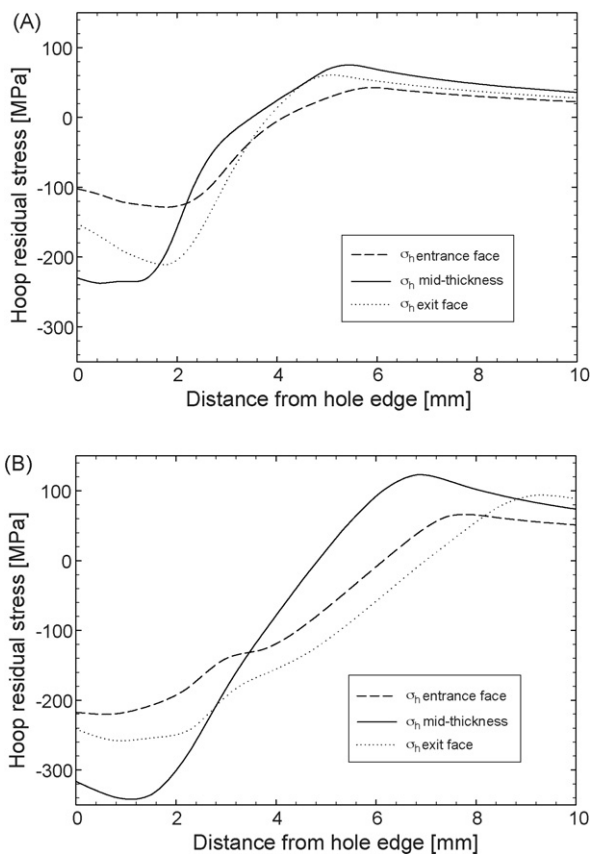 (A)
Hoop residual stress [MPa]
100
0
-100
-200
-300
σh entrance face
σh mid-thickness
σh exit face
0 2 4 6 8 10
Distance from hole edge [mm]
(B)
Hoop residual stress [MPa]
100
0
-100
-200
-300
σh entrance face
σh mid-thickness
σh exit face
0 2 4 6 8 10
Distance from hole edge [mm]